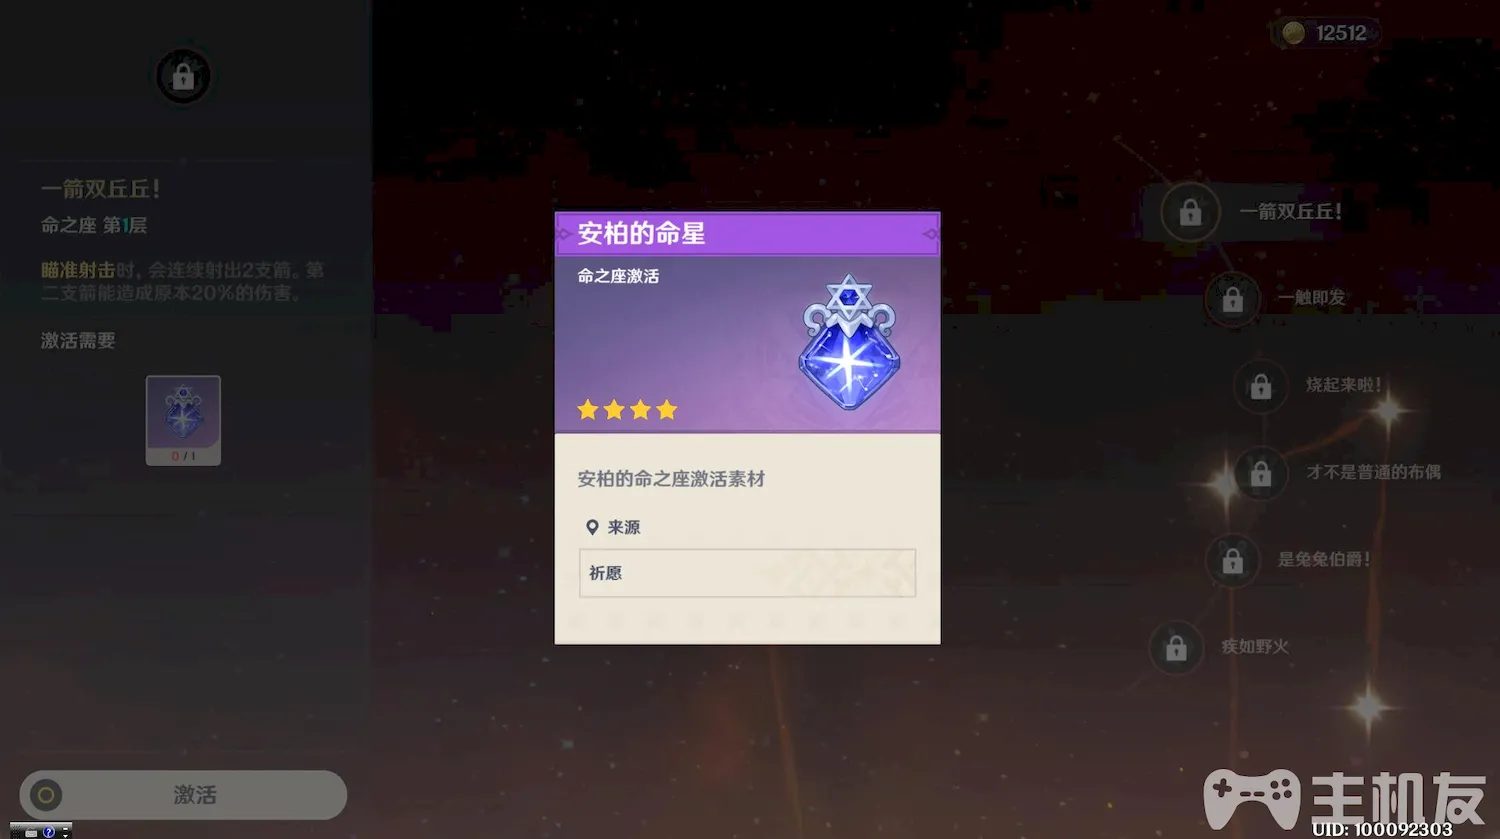 12512
一箭双丘丘！
命之座 第1层
瞄准射击时，会连续射出2支箭。第
二支箭能造成原本20%的伤害。
激活需要
0 / 1
激活
安柏的命星
命之座激活
安柏的命之座激活素材
来源
祈愿
一箭双丘丘！
一触即发
烧起来啦！
才不是普通的布偶
是兔兔伯爵！
疾如野火
主机友
UID: 100092303